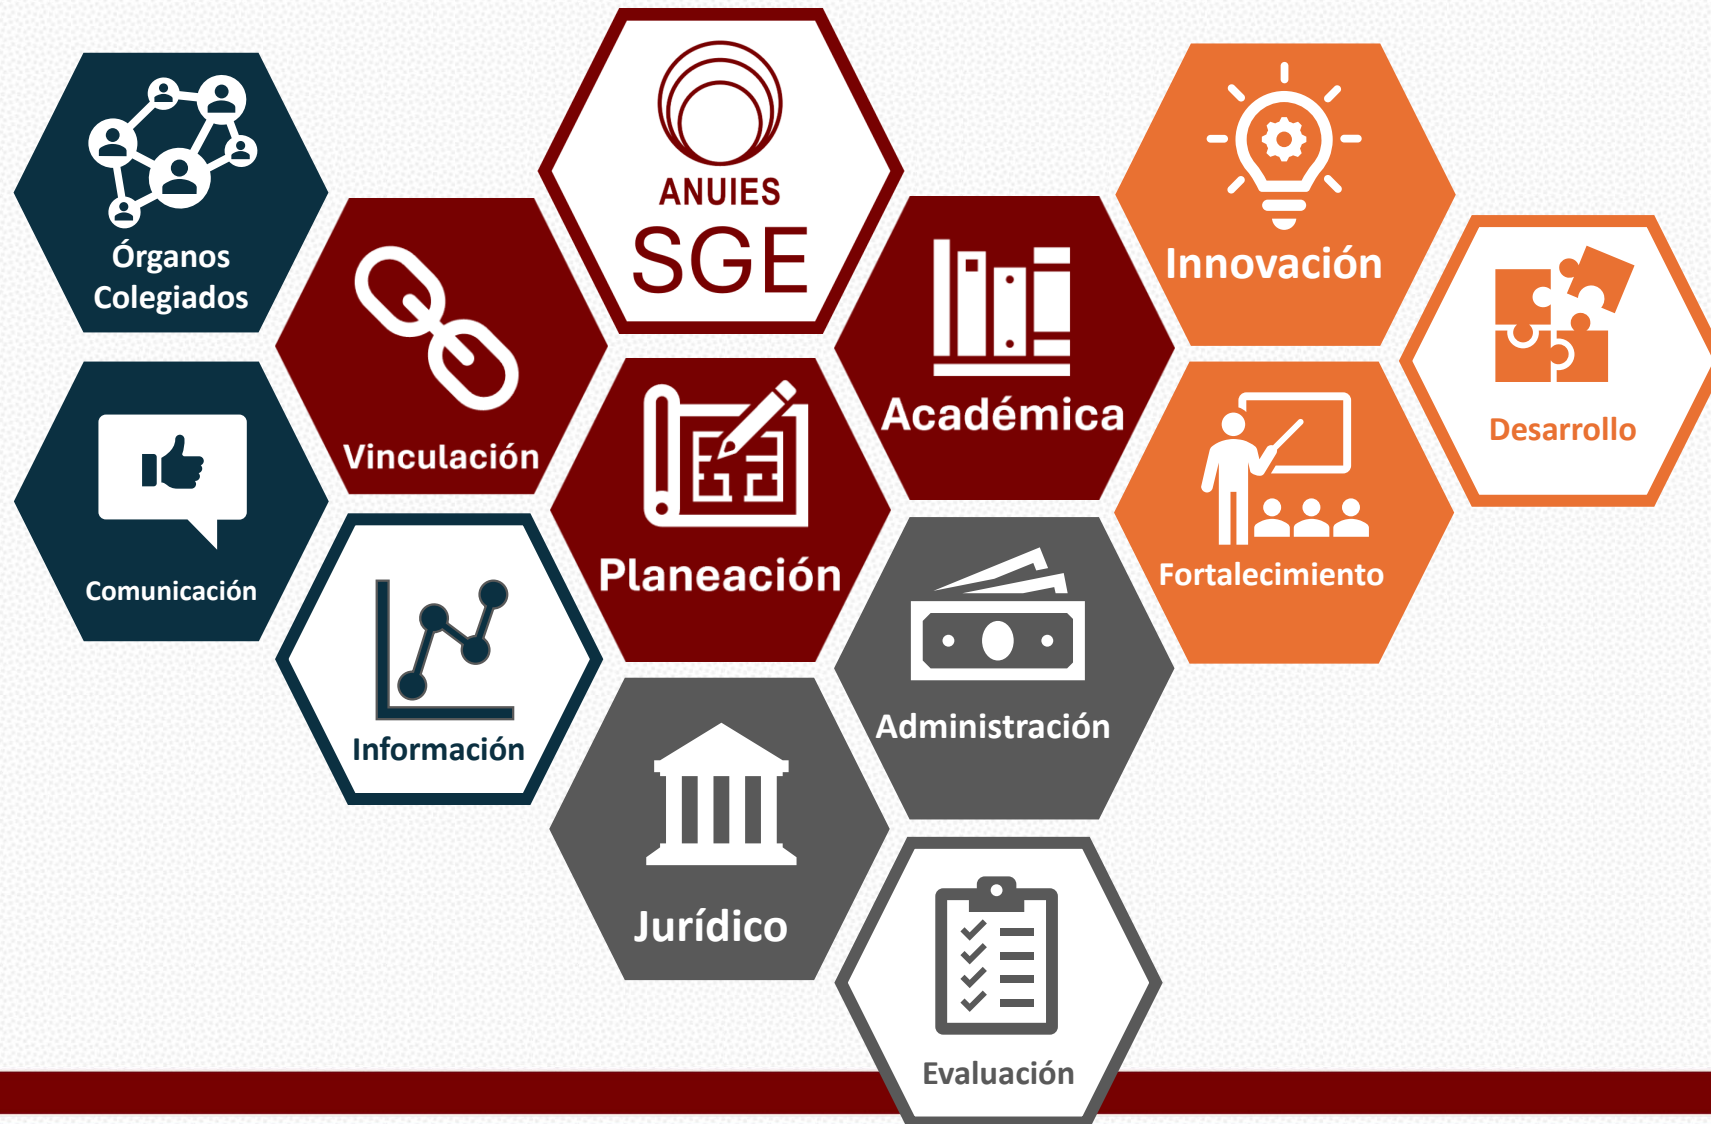 Órganos
Colegiados
ANUIES
SGE
Innovación
Vinculación
Académica
Desarrollo
Comunicación
Planeación
Fortalecimiento
Información
Administración
Jurídico
Evaluación